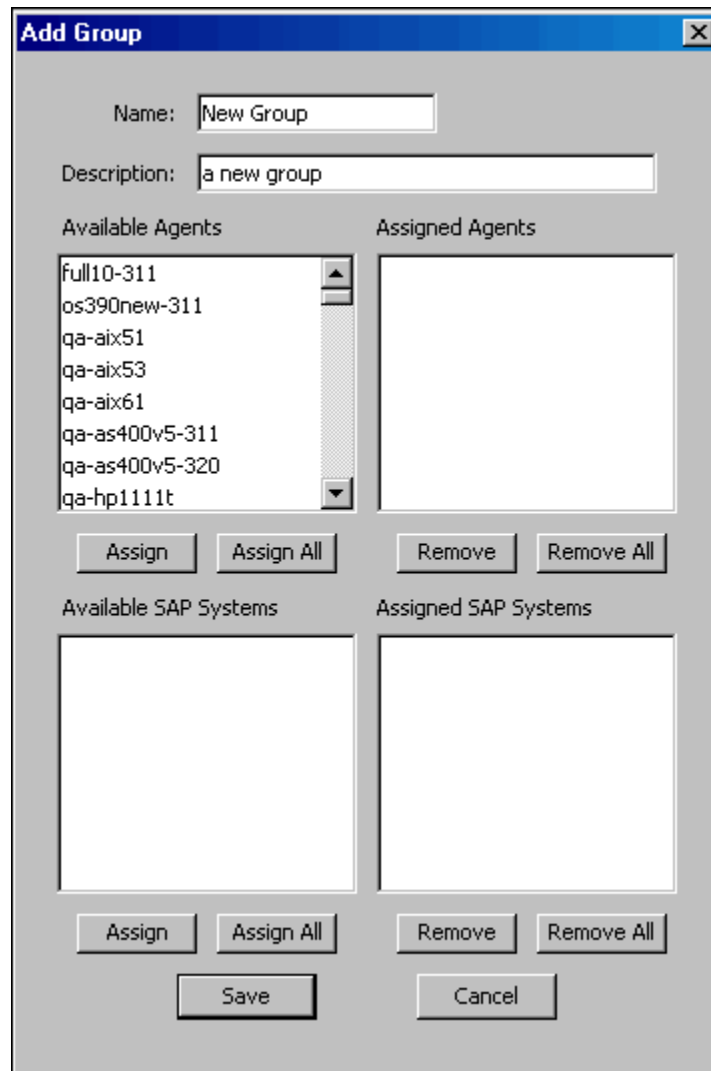 Add Group
Name: New Group
Description: a new group
Available Agents Assigned Agents
full10-311
os390new-311
qa-aix51
qa-aix53
qa-aix61
qa-as400v5-311
qa-as400v5-320
qa-hp1111t
Assign Assign All Remove Remove All
Available SAP Systems Assigned SAP Systems
Assign Assign All Remove Remove All
Save Cancel